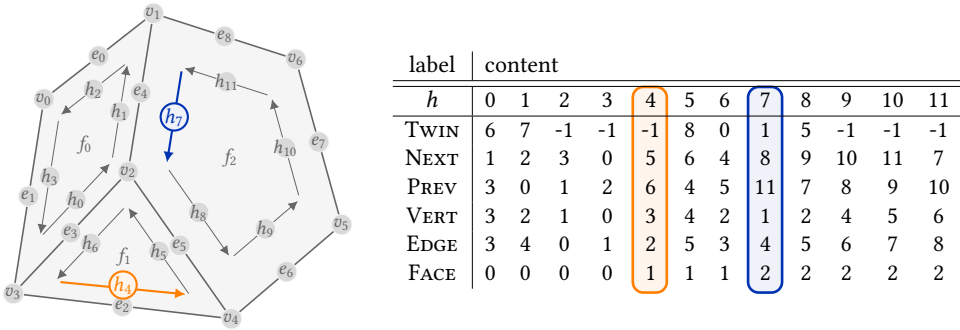 v₁
e₈
v₆
e₀
h₂
h₁₁
e₄
v₀
h₁
h₇
e₇
f₀
f₂
h₁₀
v₂
h₃
e₁
h₀
h₈
v₅
e₃
h₉
h₆
e₅
h₅
f₁
e₆
v₃
h₄
e₂
v₄
label content
h 0 1 2 3 4 5 6 7 8 9 10 11
TWIN 6 7 -1 -1 -1 8 0 1 5 -1 -1 -1
NEXT 1 2 3 0 5 6 4 8 9 10 11 7
PREV 3 0 1 2 6 4 5 11 7 8 9 10
VERT 3 2 1 0 3 4 2 1 2 4 5 6
EDGE 3 4 0 1 2 5 3 4 5 6 7 8
FACE 0 0 0 0 1 1 1 2 2 2 2 2